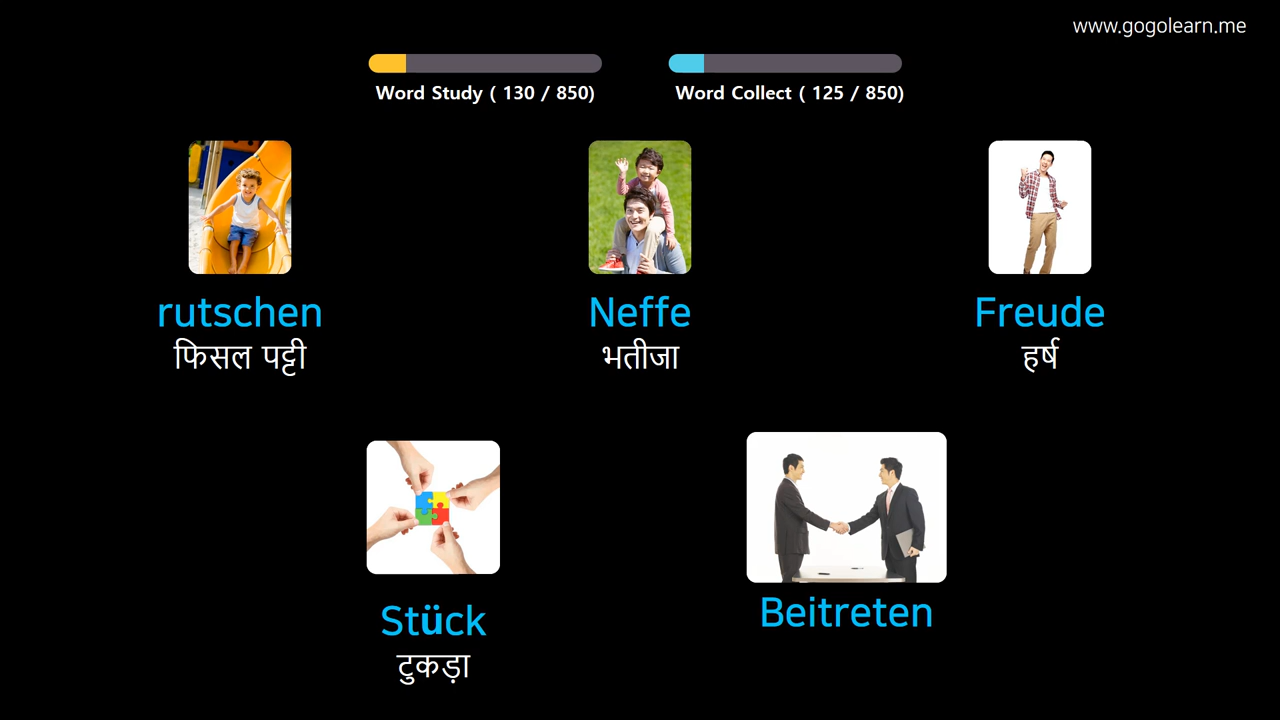 www.gogolearn.me
Word Study ( 130 / 850)
Word Collect ( 125 / 850)
rutschen
फिसल पट्टी
Neffe
भतीजा
Freude
हर्ष
Stück
टुकड़ा
Beitreten